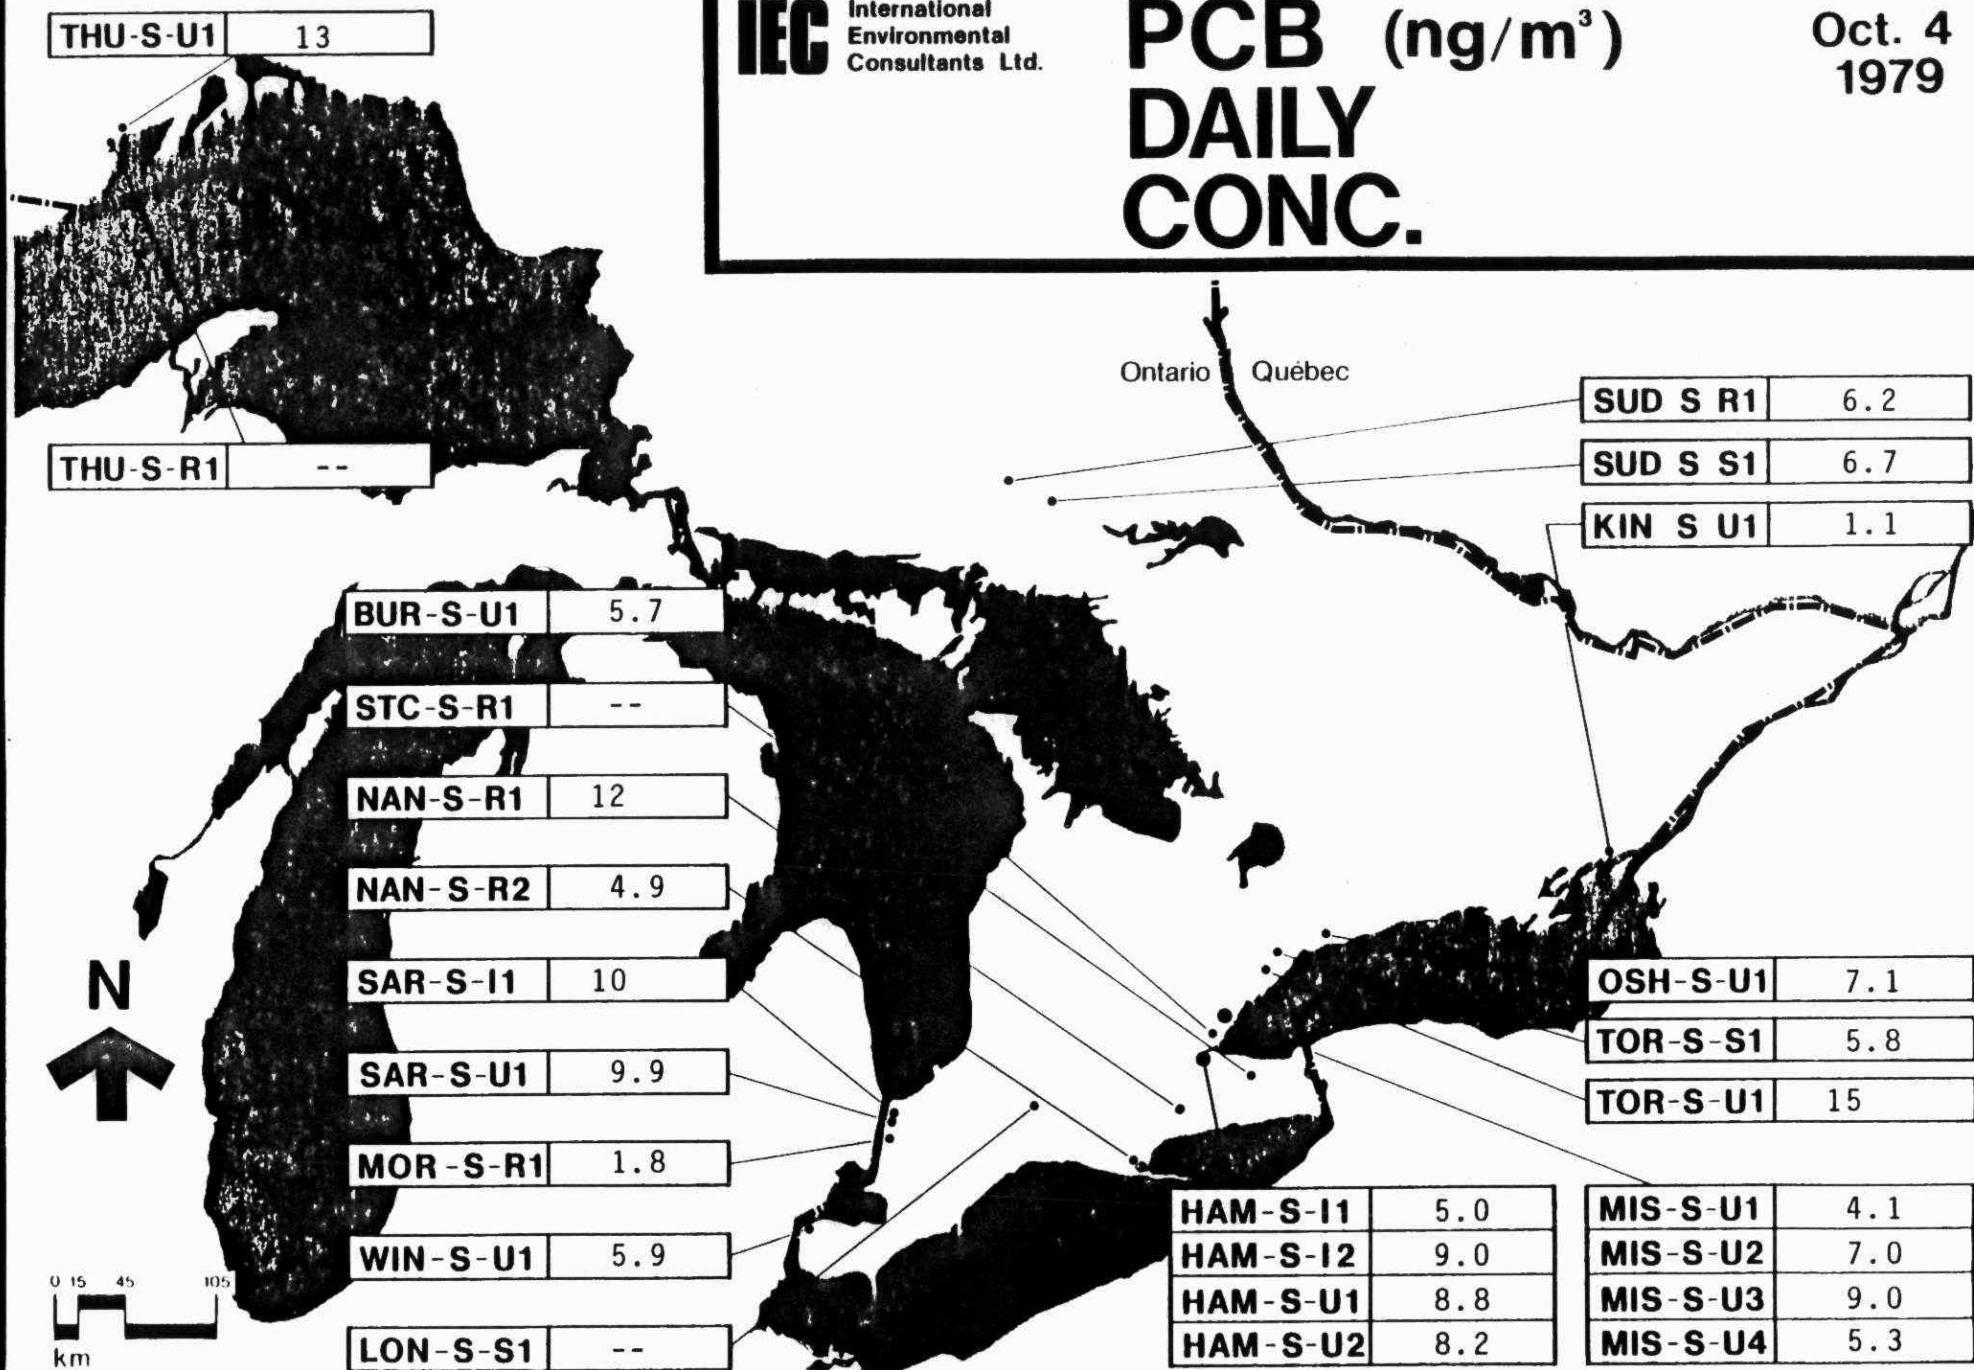 THU-S-U1 13
IEC International
Environmental
Consultants Ltd.
PCB (ng/m³)
DAILY
CONC.
Oct. 4
1979
Ontario Québec
THU-S-R1 --
SUD S R1 6.2
SUD S S1 6.7
KIN S U1 1.1
BUR-S-U1 5.7
STC-S-R1 --
NAN-S-R1 12
NAN-S-R2 4.9
SAR-S-I1 10
SAR-S-U1 9.9
MOR-S-R1 1.8
WIN-S-U1 5.9
LON-S-S1 --
N
0 15 45 105
km
OSH-S-U1 7.1
TOR-S-S1 5.8
TOR-S-U1 15
HAM-S-I1 5.0
HAM-S-I2 9.0
HAM-S-U1 8.8
HAM-S-U2 8.2
MIS-S-U1 4.1
MIS-S-U2 7.0
MIS-S-U3 9.0
MIS-S-U4 5.3